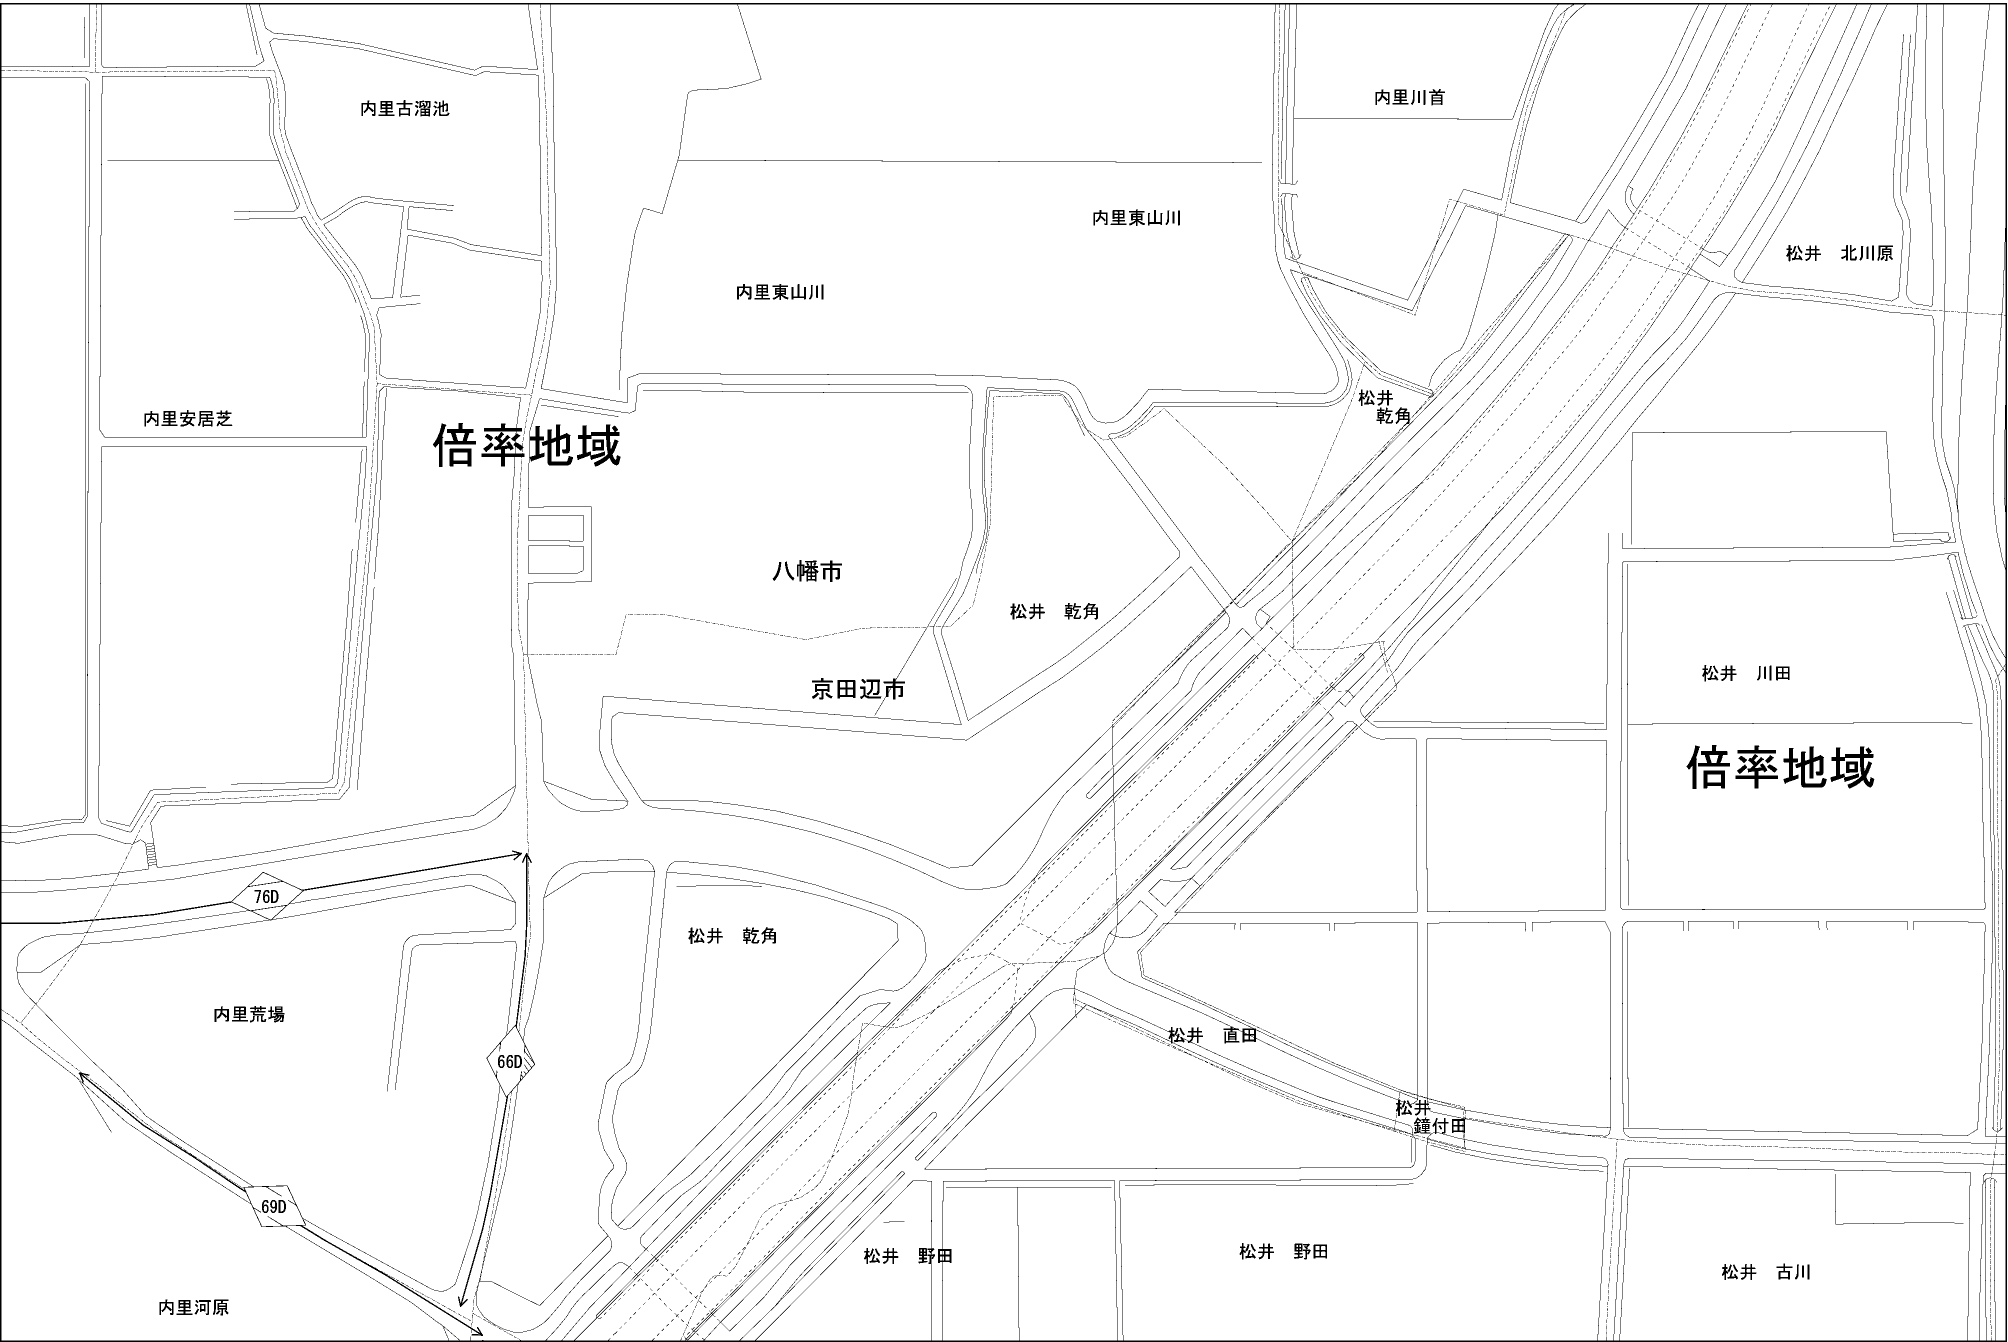 内里川首
内里古溜池
内里東山川
松井　北川原
内里東山川
松井
乾角
内里安居芝
倍率地域
八幡市
松井　乾角
松井　川田
京田辺市
倍率地域
76D
松井　乾角
内里荒場
松井　直田
66D
松井
鐘付田
69D
松井　野田
松井　野田
松井　古川
内里河原